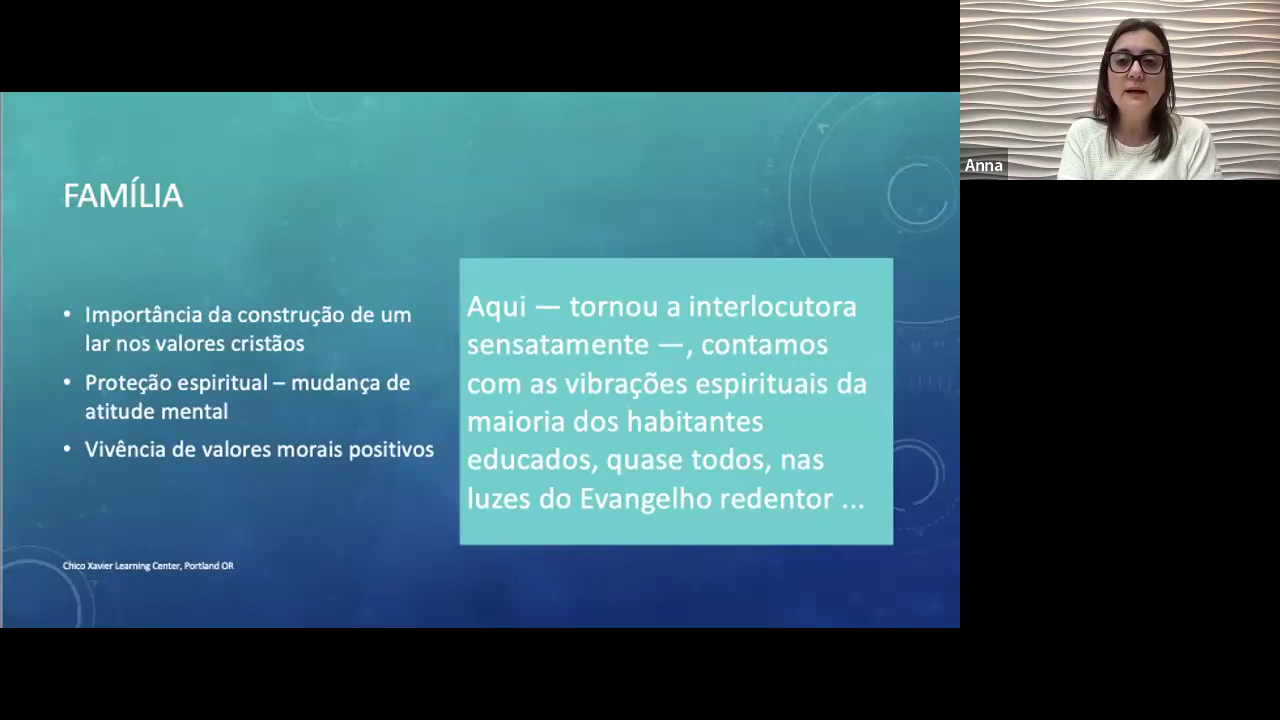 FAMÍLIA
• Importância da construção de um
lar nos valores cristãos
• Proteção espiritual – mudança de
atitude mental
• Vivência de valores morais positivos
Aqui — tornou a interlocutora
sensatamente —, contamos
com as vibrações espirituais da
maioria dos habitantes
educados, quase todos, nas
luzes do Evangelho redentor ...
Chico Xavier Learning Center, Portland OR
Anna